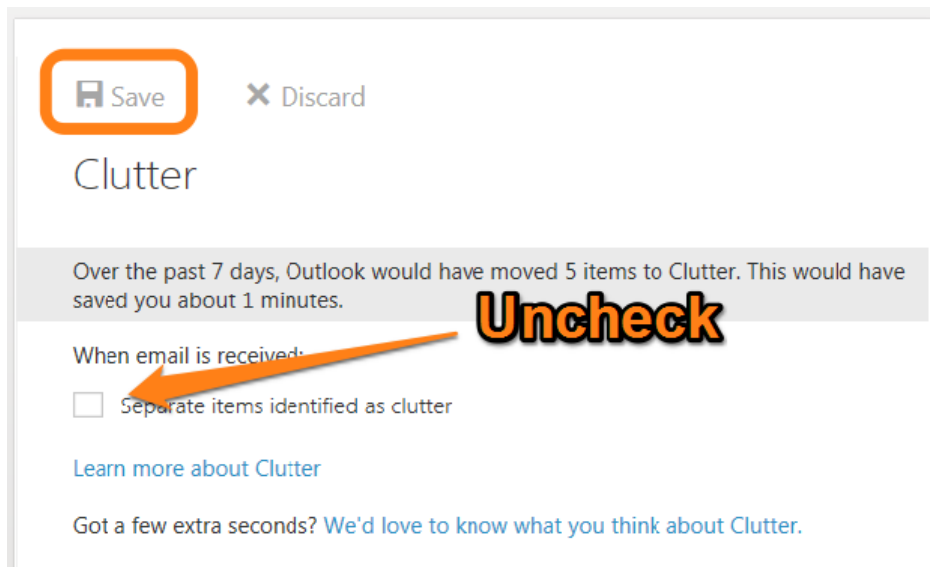 Save Discard
Clutter
Over the past 7 days, Outlook would have moved 5 items to Clutter. This would have
saved you about 1 minutes.
Uncheck
When email is received:
Separate items identified as clutter
Learn more about Clutter
Got a few extra seconds? We'd love to know what you think about Clutter.